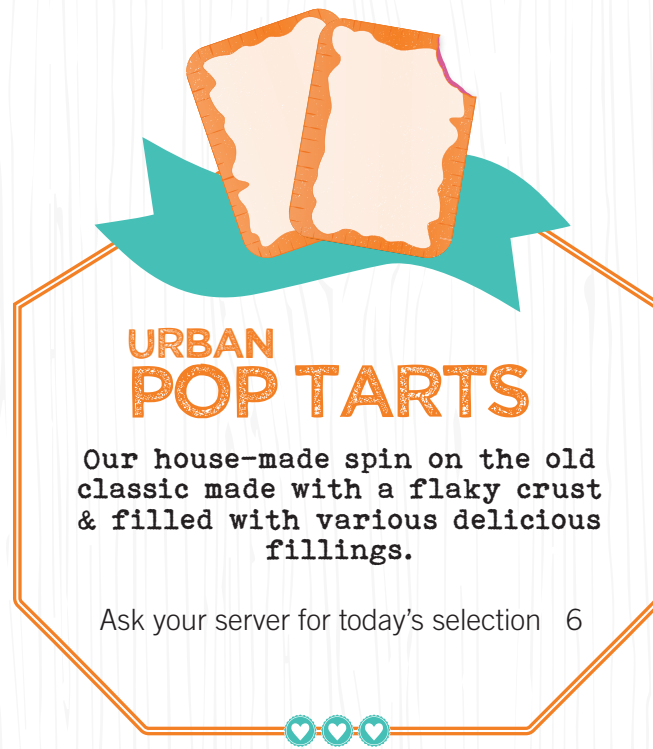 URBAN
POP TARTS
Our house-made spin on the old
classic made with a flaky crust
& filled with various delicious
fillings.
Ask your server for today’s selection 6